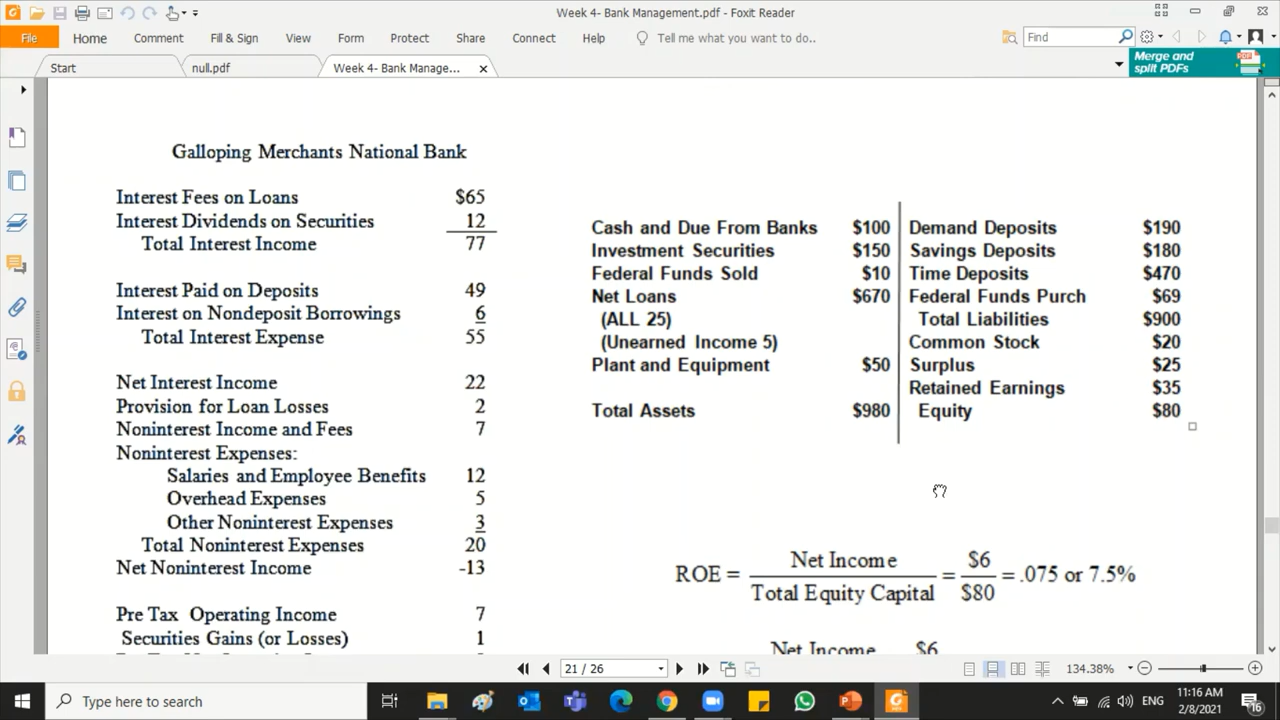 Week 4- Bank Management.pdf - Foxit Reader
File Home Comment Fill & Sign View Form Protect Share Connect Help Tell me what you want to do.. Find
Start null.pdf Week 4- Bank Manage... Merge and split PDFs
Galloping Merchants National Bank
Interest Fees on Loans $65
Interest Dividends on Securities 12
Total Interest Income 77
Interest Paid on Deposits 49
Interest on Nondeposit Borrowings 6
Total Interest Expense 55
Net Interest Income 22
Provision for Loan Losses 2
Noninterest Income and Fees 7
Noninterest Expenses:
Salaries and Employee Benefits 12
Overhead Expenses 5
Other Noninterest Expenses 3
Total Noninterest Expenses 20
Net Noninterest Income -13
Pre Tax Operating Income 7
Securities Gains (or Losses) 1
Cash and Due From Banks $100 Demand Deposits $190
Investment Securities $150 Savings Deposits $180
Federal Funds Sold $10 Time Deposits $470
Net Loans $670 Federal Funds Purch $69
(ALL 25) Total Liabilities $900
(Unearned Income 5) Common Stock $20
Plant and Equipment $50 Surplus $25
Retained Earnings $35
Total Assets $980 Equity $80
ROE = Net Income / Total Equity Capital = $6 / $80 = .075 or 7.5%
Net Income $6
21 / 26 134.38%
Type here to search ENG 11:16 AM
2/8/2021 16